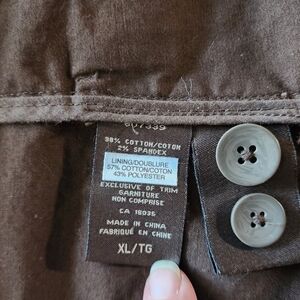 98% COTTON/COTON
2% SPANDEX
LINING/DOUBLURE
57% COTTON/COTON
43% POLYESTER
EXCLUSIVE OF TRIM
GARNITURE
NON COMPRISE
CA 18035
MADE IN CHINA
FABRIQUÉ EN CHINE
XL/TG